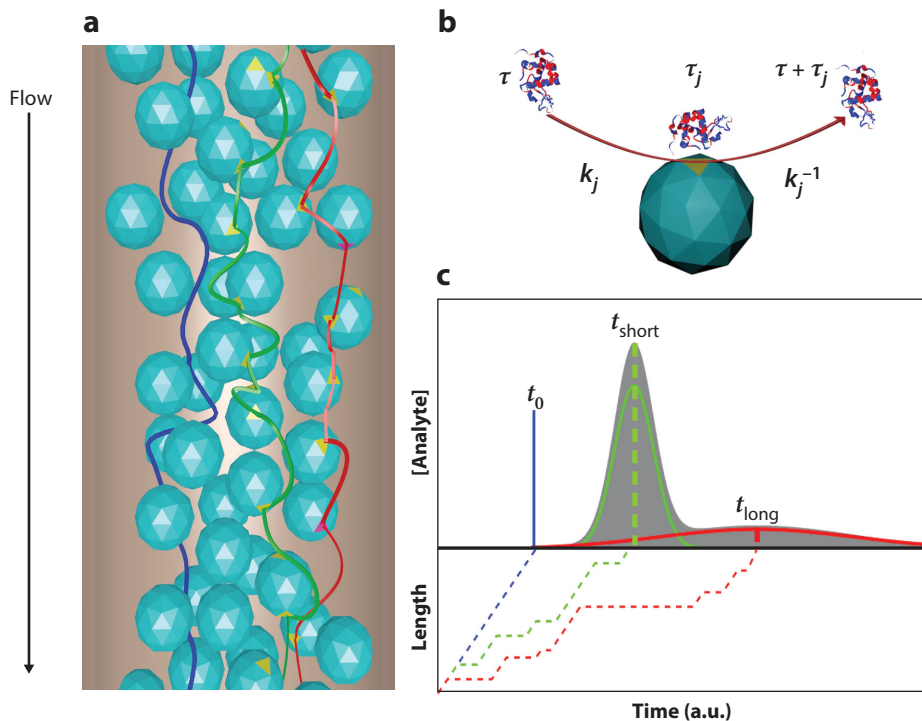 a
Flow
b
τ
τj
τ + τj
kj
kj⁻¹
c
tshort
t0
tlong
[Analyte]
Length
Time (a.u.)